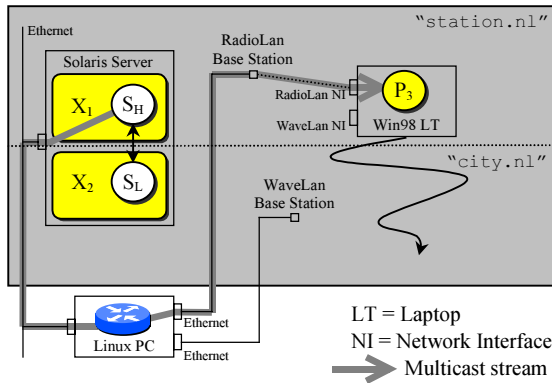 Ethernet
"station.nl"
Solaris Server
RadioLan
Base Station
X1
SH
RadioLan NI
P3
WaveLan NI
Win98 LT
"city.nl"
X2
SL
WaveLan
Base Station
Ethernet
Linux PC
Ethernet
LT = Laptop
NI = Network Interface
Multicast stream